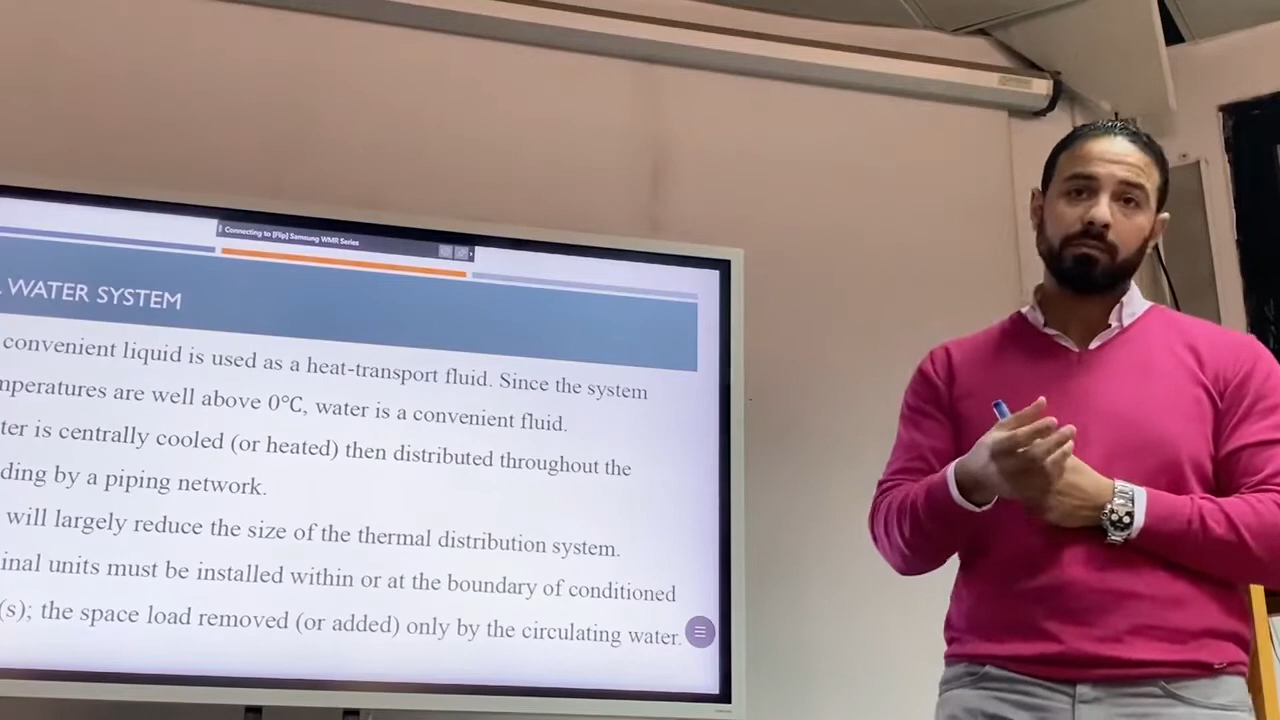 Connecting to [Flip] Samsung WMR Series
WATER SYSTEM
convenient liquid is used as a heat-transport fluid. Since the system
mperatures are well above 0°C, water is a convenient fluid.
ter is centrally cooled (or heated) then distributed throughout the
ding by a piping network.
will largely reduce the size of the thermal distribution system.
inal units must be installed within or at the boundary of conditioned
(s); the space load removed (or added) only by the circulating water.